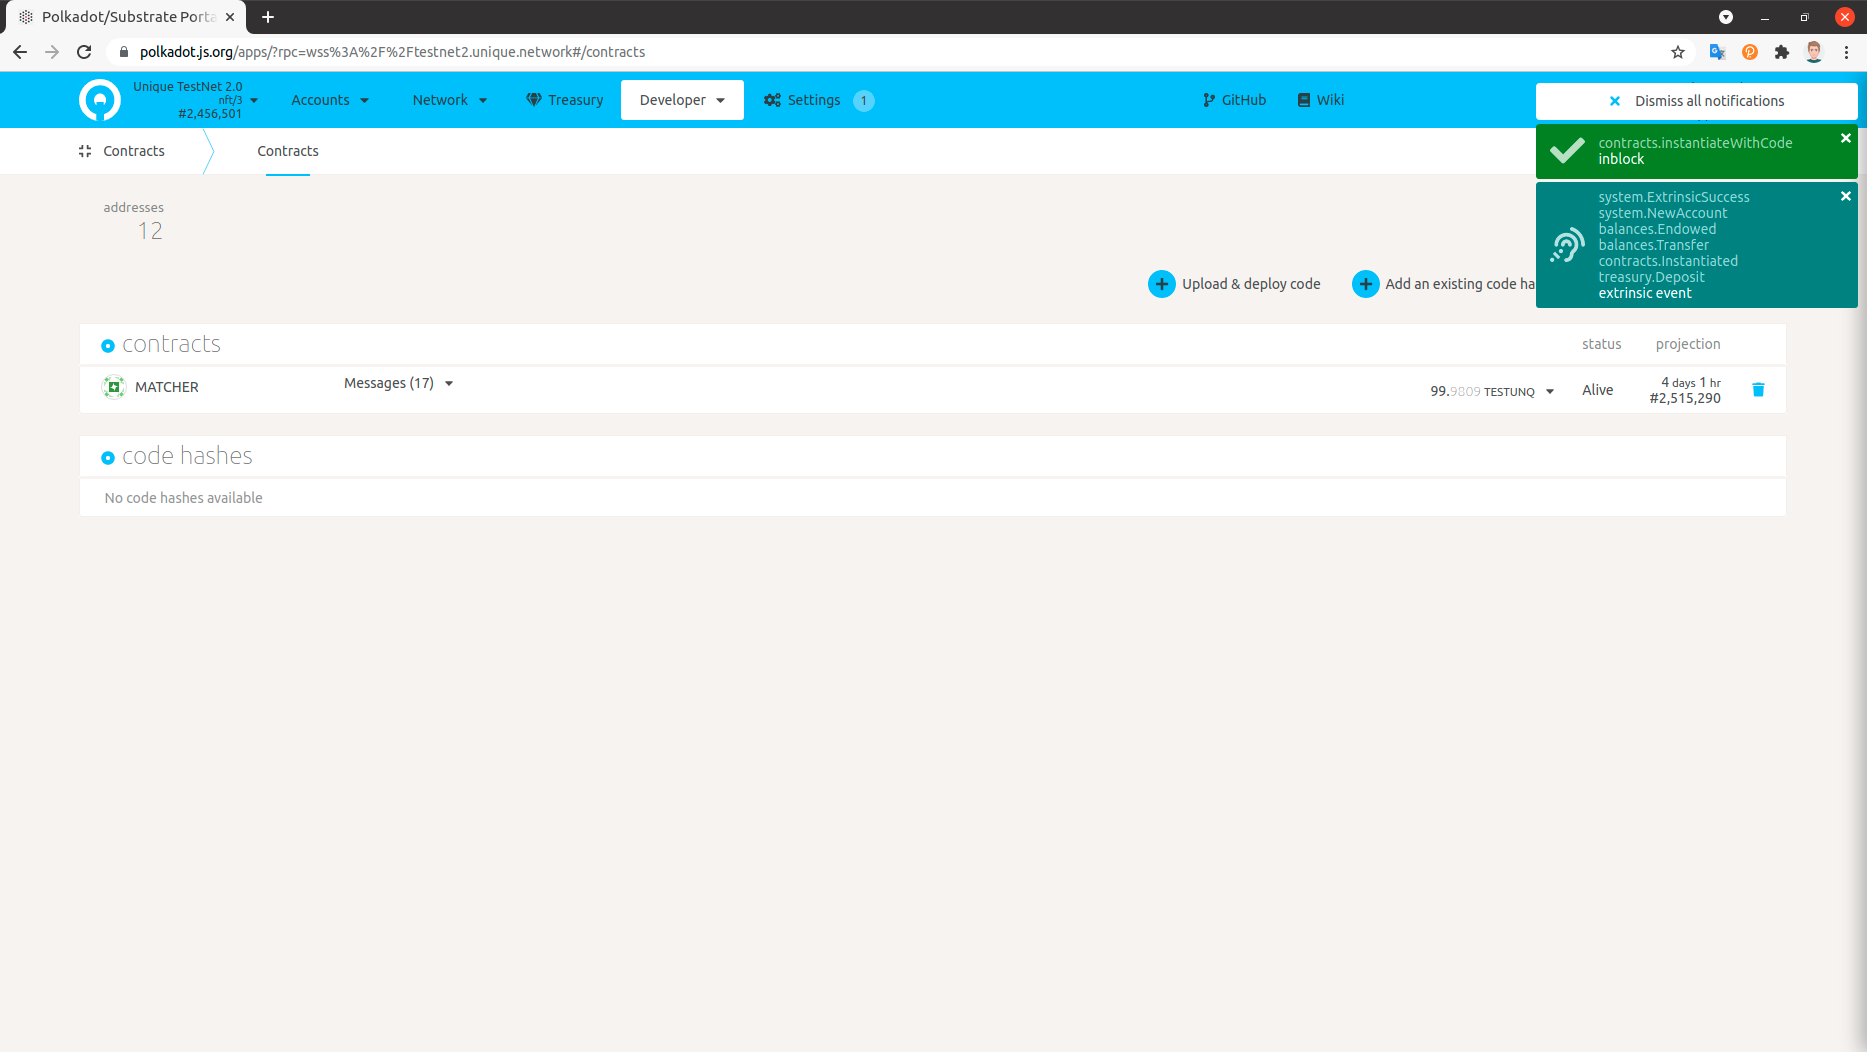 Polkadot/Substrate Porta
polkadot.js.org/apps/?rpc=wss%3A%2F%2Ftestnet2.unique.network#/contracts
Unique TestNet 2.0
nft/3
#2,456,501
Accounts
Network
Treasury
Developer
Settings
1
GitHub
Wiki
Dismiss all notifications
contracts.instantiateWithCode
inblock
system.ExtrinsicSuccess
system.NewAccount
balances.Endowed
balances.Transfer
contracts.Instantiated
treasury.Deposit
extrinsic event
Contracts
Contracts
addresses
12
Upload & deploy code
Add an existing code ha
contracts
status
projection
MATCHER
Messages (17)
99.9809 TESTUNQ
Alive
4 days 1 hr
#2,515,290
code hashes
No code hashes available